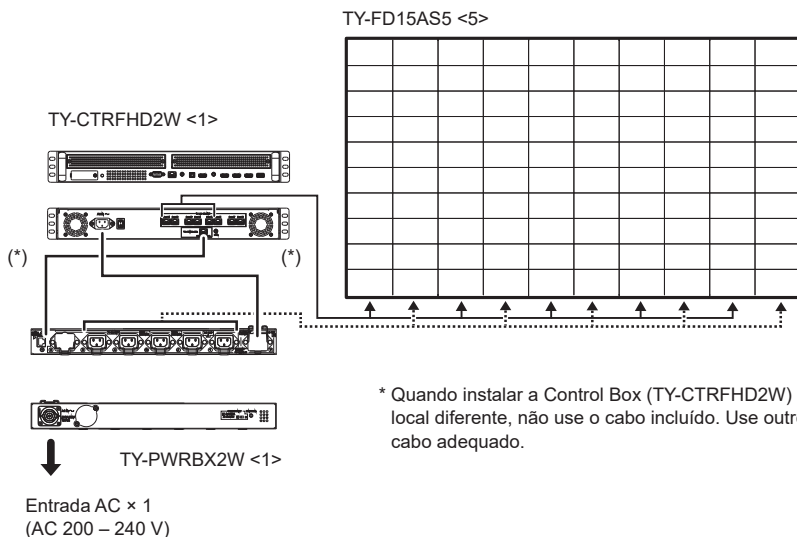 TY-FD15AS5 <5>
TY-CTRFHD2W <1>
(*)
(*)
* Quando instalar a Control Box (TY-CTRFHD2W)
local diferente, não use o cabo incluído. Use outro
cabo adequado.
TY-PWRBX2W <1>
Entrada AC × 1
(AC 200 – 240 V)